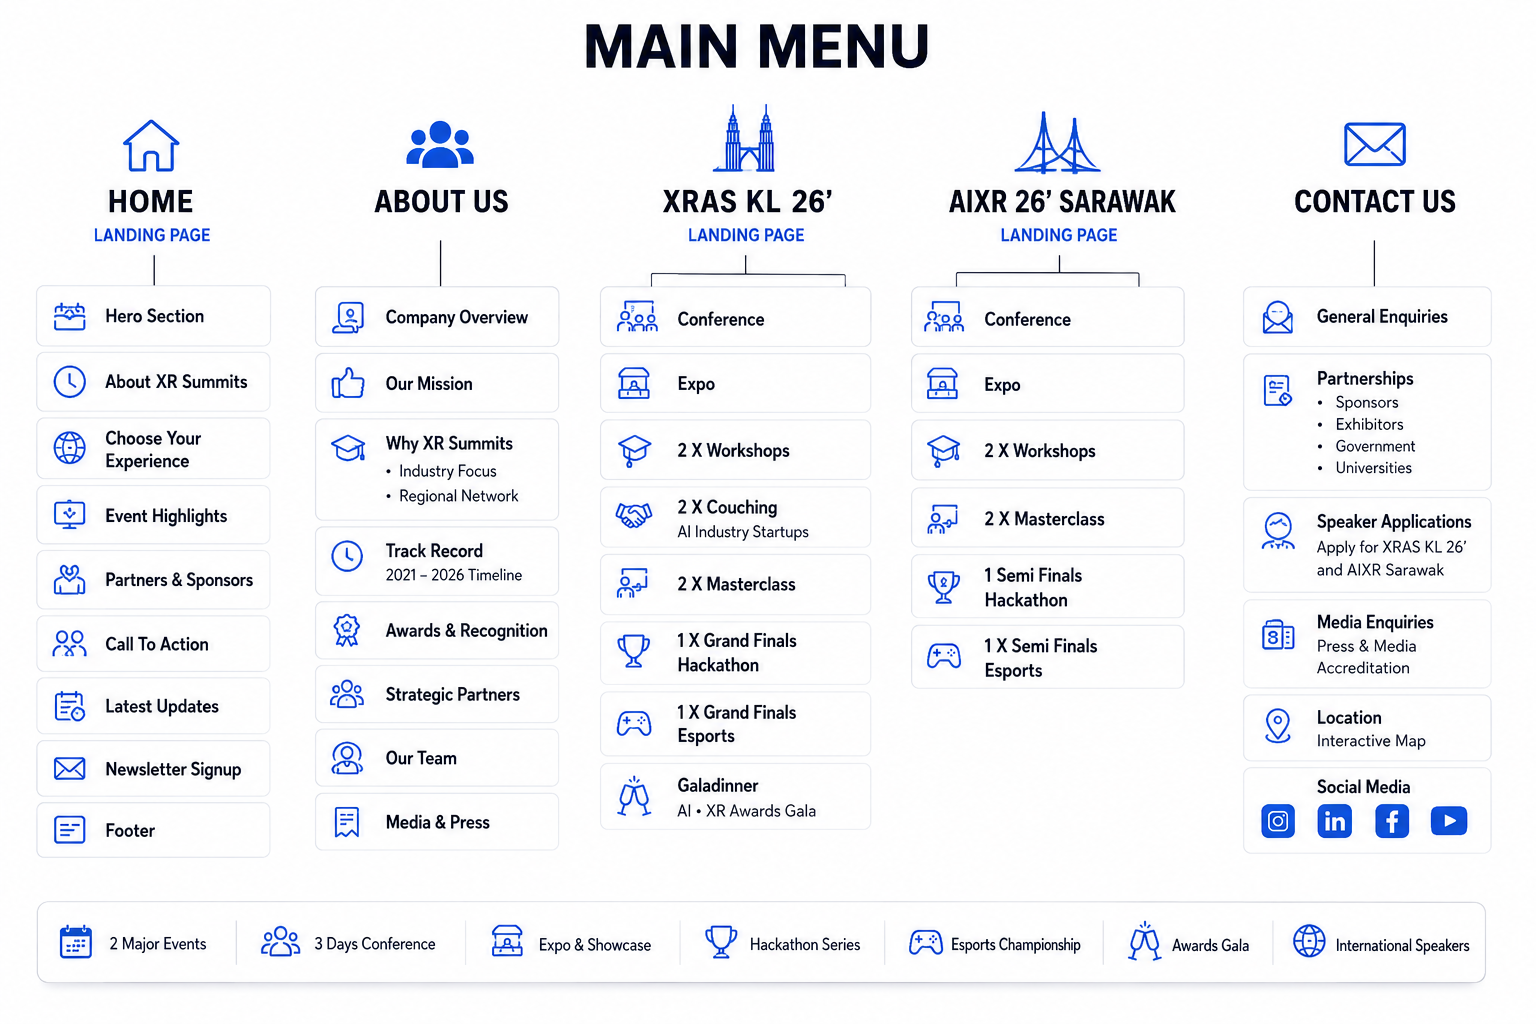 MAIN MENU
HOME
LANDING PAGE
Hero Section
About XR Summits
Choose Your
Experience
Event Highlights
Partners & Sponsors
Call To Action
Latest Updates
Newsletter Signup
Footer
ABOUT US
Company Overview
Our Mission
Why XR Summits
• Industry Focus
• Regional Network
Track Record
2021 – 2026 Timeline
Awards & Recognition
Strategic Partners
Our Team
Media & Press
XRAS KL 26’
LANDING PAGE
Conference
Expo
2 X Workshops
2 X Couching
AI Industry Startups
2 X Masterclass
1 X Grand Finals
Hackathon
1 X Grand Finals
Esports
Galadinner
AI • XR Awards Gala
AIXR 26’ SARAWAK
LANDING PAGE
Conference
Expo
2 X Workshops
2 X Masterclass
1 Semi Finals
Hackathon
1 X Semi Finals
Esports
CONTACT US
General Enquiries
Partnerships
• Sponsors
• Exhibitors
• Government
• Universities
Speaker Applications
Apply for XRAS KL 26’
and AIXR Sarawak
Media Enquiries
Press & Media
Accreditation
Location
Interactive Map
Social Media
2 Major Events
3 Days Conference
Expo & Showcase
Hackathon Series
Esports Championship
Awards Gala
International Speakers